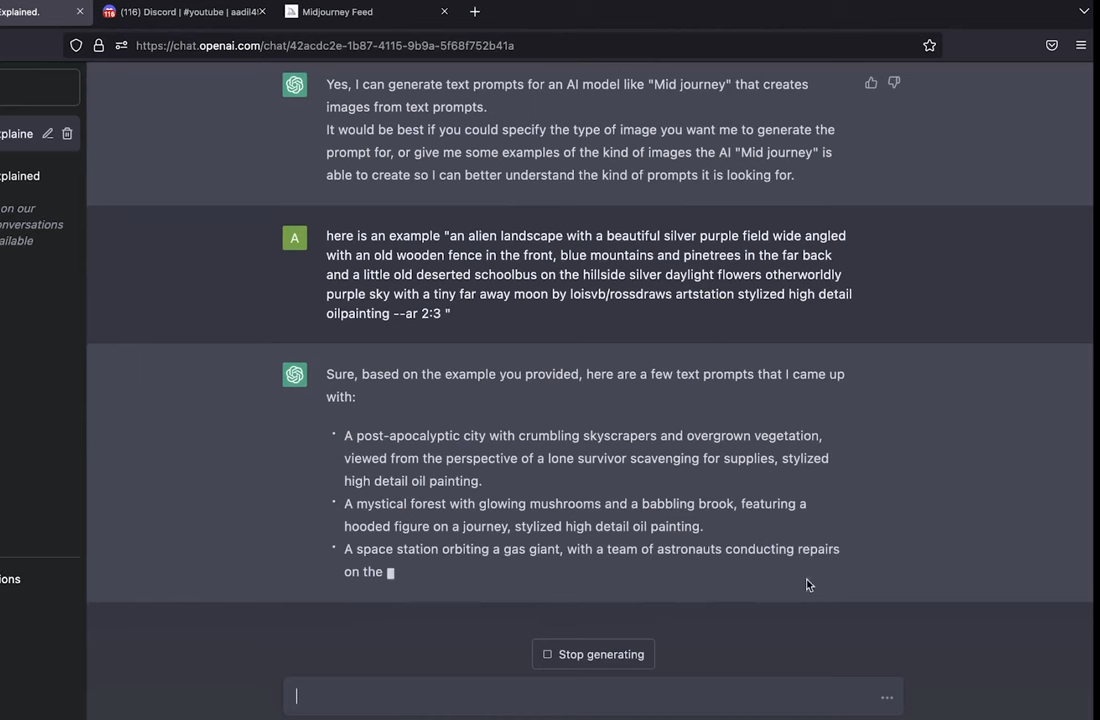 xplained.
(116) Discord | #youtube | aadil4
Midjourney Feed
https://chat.openai.com/chat/42acdc2e-1b87-4115-9b9a-5f68f752b41a
xplaine
xplained
on our
onversations
ailable
ions
Yes, I can generate text prompts for an AI model like "Mid journey" that creates
images from text prompts.
It would be best if you could specify the type of image you want me to generate the
prompt for, or give me some examples of the kind of images the AI "Mid journey" is
able to create so I can better understand the kind of prompts it is looking for.
A
here is an example "an alien landscape with a beautiful silver purple field wide angled
with an old wooden fence in the front, blue mountains and pinetrees in the far back
and a little old deserted schoolbus on the hillside silver daylight flowers otherworldly
purple sky with a tiny far away moon by loisvb/rossdraws artstation stylized high detail
oilpainting --ar 2:3 "
Sure, based on the example you provided, here are a few text prompts that I came up
with:
• A post-apocalyptic city with crumbling skyscrapers and overgrown vegetation,
viewed from the perspective of a lone survivor scavenging for supplies, stylized
high detail oil painting.
• A mystical forest with glowing mushrooms and a babbling brook, featuring a
hooded figure on a journey, stylized high detail oil painting.
• A space station orbiting a gas giant, with a team of astronauts conducting repairs
on the
Stop generating